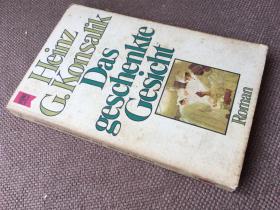 Heinz
G. Konsalik
Das
geschenkte
Gesicht
Roman